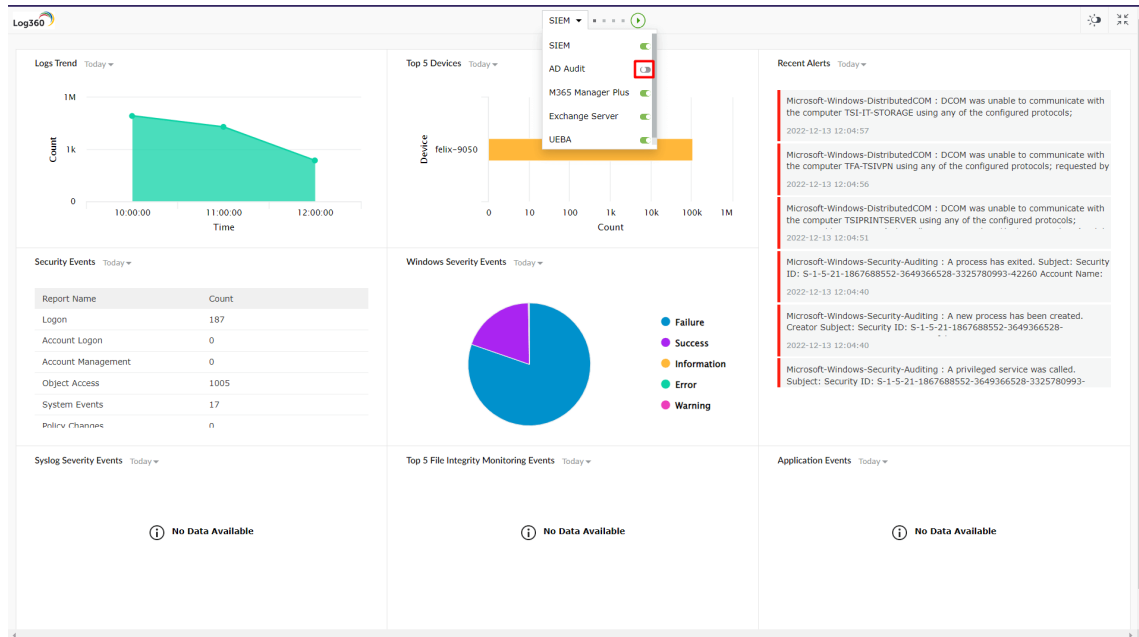 Log360
SIEM
SIEM
AD Audit
M365 Manager Plus
Exchange Server
UEBA
Logs Trend Today
1M
1k
0
Count
10:00:00 11:00:00 12:00:00
Time
Top 5 Devices Today
Device
felix-9050
0 10 100 1k 10k 100k 1M
Count
Recent Alerts Today
Microsoft-Windows-DistributedCOM : DCOM was unable to communicate with
the computer TSI-IT-STORAGE using any of the configured protocols;
2022-12-13 12:04:57
Microsoft-Windows-DistributedCOM : DCOM was unable to communicate with
the computer TFA-TSIVPN using any of the configured protocols; requested by
2022-12-13 12:04:56
Microsoft-Windows-DistributedCOM : DCOM was unable to communicate with
the computer TSIPRINTSERVER using any of the configured protocols;
2022-12-13 12:04:51
Microsoft-Windows-Security-Auditing : A process has exited. Subject: Security
ID: S-1-5-21-1867688552-3649366528-3325780993-42260 Account Name:
2022-12-13 12:04:40
Microsoft-Windows-Security-Auditing : A new process has been created.
Creator Subject: Security ID: S-1-5-21-1867688552-3649366528-
2022-12-13 12:04:40
Microsoft-Windows-Security-Auditing : A privileged service was called.
Subject: Security ID: S-1-5-21-1867688552-3649366528-3325780993-
Security Events Today
Report Name Count
Logon 187
Account Logon 0
Account Management 0
Object Access 1005
System Events 17
Policy Changes 0
Windows Severity Events Today
Failure
Success
Information
Error
Warning
Syslog Severity Events Today
No Data Available
Top 5 File Integrity Monitoring Events Today
No Data Available
Application Events Today
No Data Available